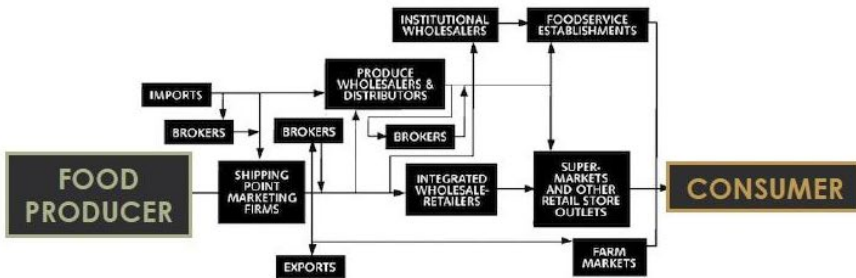 INSTITUTIONAL
WHOLESALERS
FOODSERVICE
ESTABLISHMENTS
PRODUCE
WHOLESALERS &
DISTRIBUTORS
IMPORTS
BROKERS
BROKERS
BROKERS
FOOD
PRODUCER
SHIPPING
POINT
MARKETING
FIRMS
INTEGRATED
WHOLESALE-
RETAILERS
SUPER-
MARKETS
AND OTHER
RETAIL STORE
OUTLETS
CONSUMER
EXPORTS
FARM
MARKETS